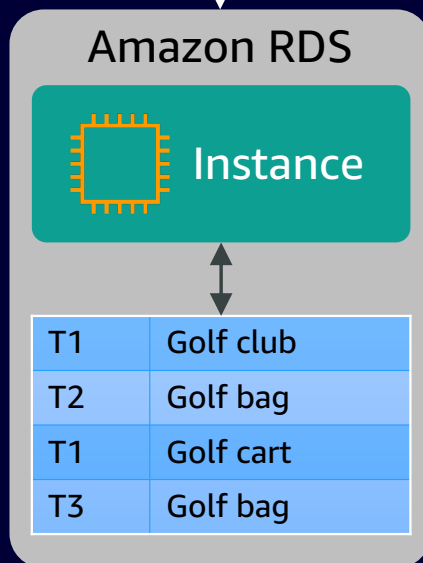 Amazon RDS
Instance
T1 Golf club
T2 Golf bag
T1 Golf cart
T3 Golf bag